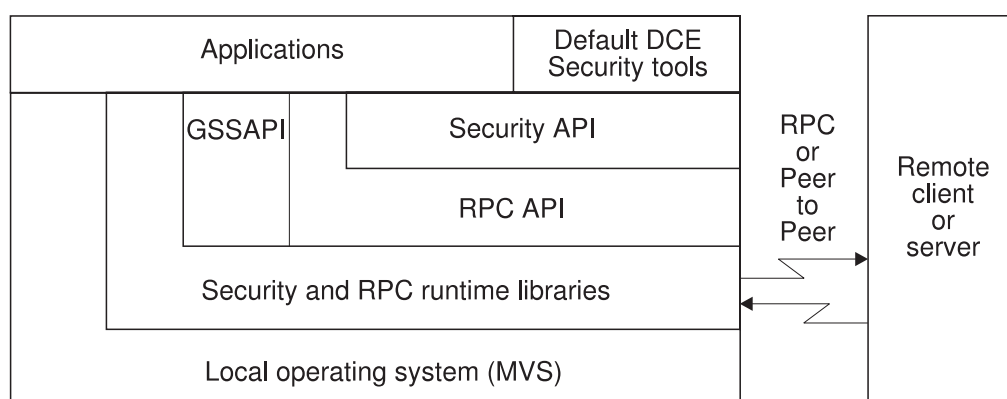 Applications
Default DCE
Security tools
GSSAPI
Security API
RPC API
Security and RPC runtime libraries
Local operating system (MVS)
RPC
or
Peer
to
Peer
Remote
client
or
server